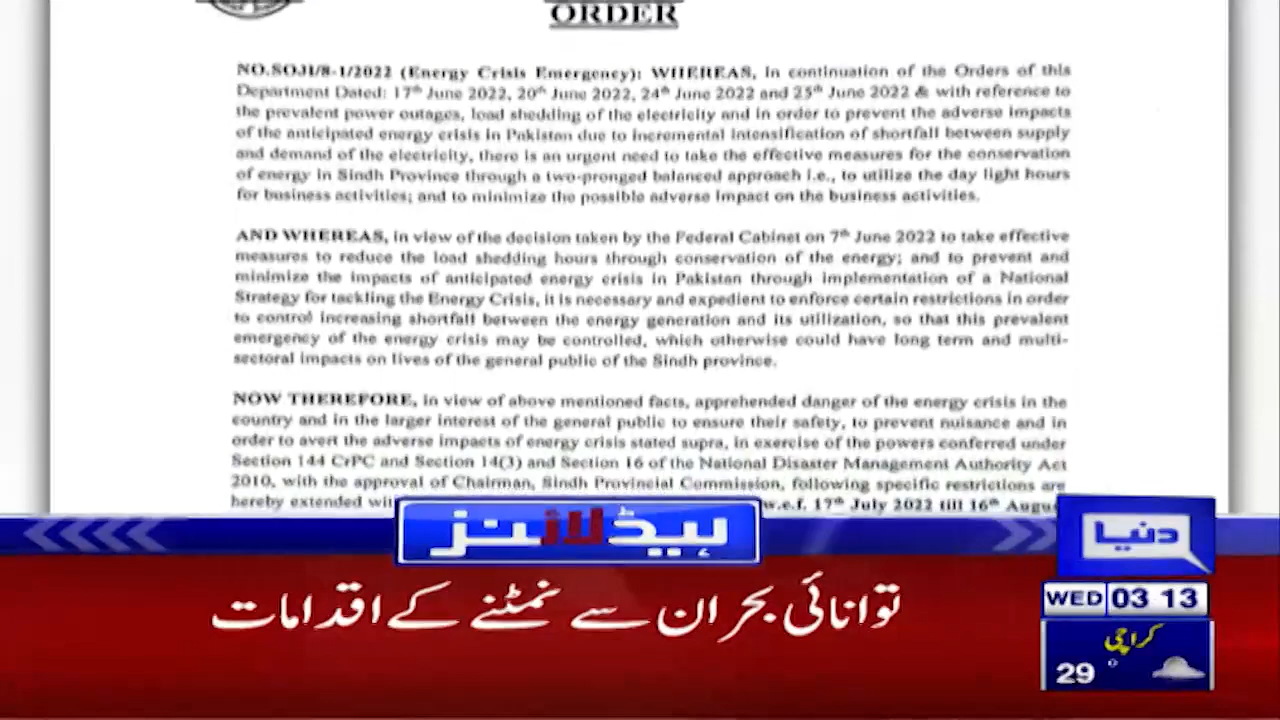 ORDER
NO.SOJI/8-1/2022 (Energy Crisis Emergency): WHEREAS, in continuation of the Orders of this
Department Dated: 17th June 2022, 20th June 2022, 24th June 2022 and 25th June 2022 & with reference to
the prevalent power outages, load shedding of the electricity and in order to prevent the adverse impacts
of the anticipated energy crisis in Pakistan due to incremental intensification of shortfall between supply
and demand of the electricity, there is an urgent need to take the effective measures for the conservation
of energy in Sindh Province through a two-pronged balanced approach i.e., to utilize the day light hours
for business activities; and to minimize the possible adverse impact on the business activities.
AND WHEREAS, in view of the decision taken by the Federal Cabinet on 7th June 2022 to take effective
measures to reduce the load shedding hours through conservation of the energy; and to prevent and
minimize the impacts of anticipated energy crisis in Pakistan through implementation of a National
Strategy for tackling the Energy Crisis, it is necessary and expedient to enforce certain restrictions in order
to control increasing shortfall between the energy generation and its utilization, so that this prevalent
emergency of the energy crisis may be controlled, which otherwise could have long term and multi-
sectoral impacts on lives of the general public of the Sindh province.
NOW THEREFORE, in view of above mentioned facts, apprehended danger of the energy crisis in the
country and in the larger interest of the general public to ensure their safety, to prevent nuisance and in
order to avert the adverse impacts of energy crisis stated supra, in exercise of the powers conferred under
Section 144 CrPC and Section 14(3) and Section 16 of the National Disaster Management Authority Act
2010, with the approval of Chairman, Sindh Provincial Commission, following specific restrictions are
hereby extended w.e.f. 17th July 2022 till 16th
ہیڈلائنز
دنیا
توانائی بحران سے نمٹنے کے اقدامات
WED 03 13
کراچی
29°